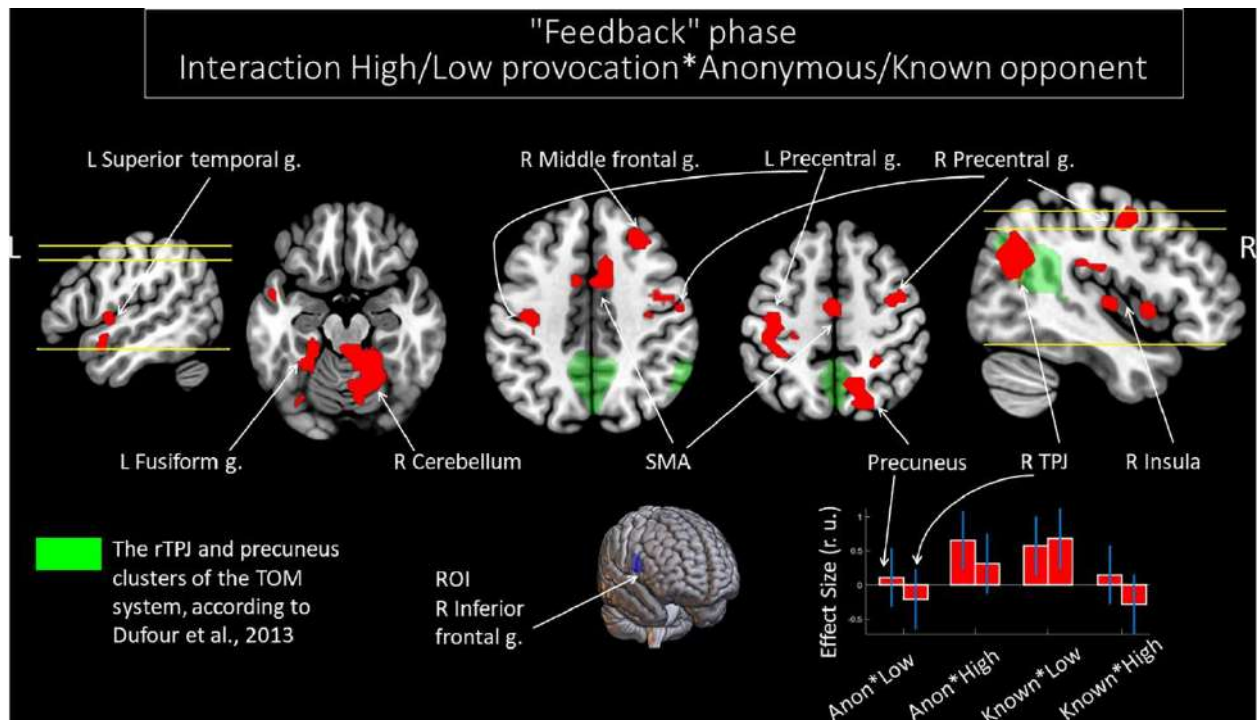 "Feedback" phase
Interaction High/Low provocation*Anonymous/Known opponent
L Superior temporal g.
R Middle frontal g.
L Precentral g.
R Precentral g.
L
R
L Fusiform g.
R Cerebellum
SMA
Precuneus
R TPJ
R Insula
The rTPJ and precuneus
clusters of the TOM
system, according to
Dufour et al., 2013
ROI
R Inferior
frontal g.
Effect Size (r. u.)
1
0.5
0
-0.5
Anon*Low
Anon*High
Known*Low
Known*High